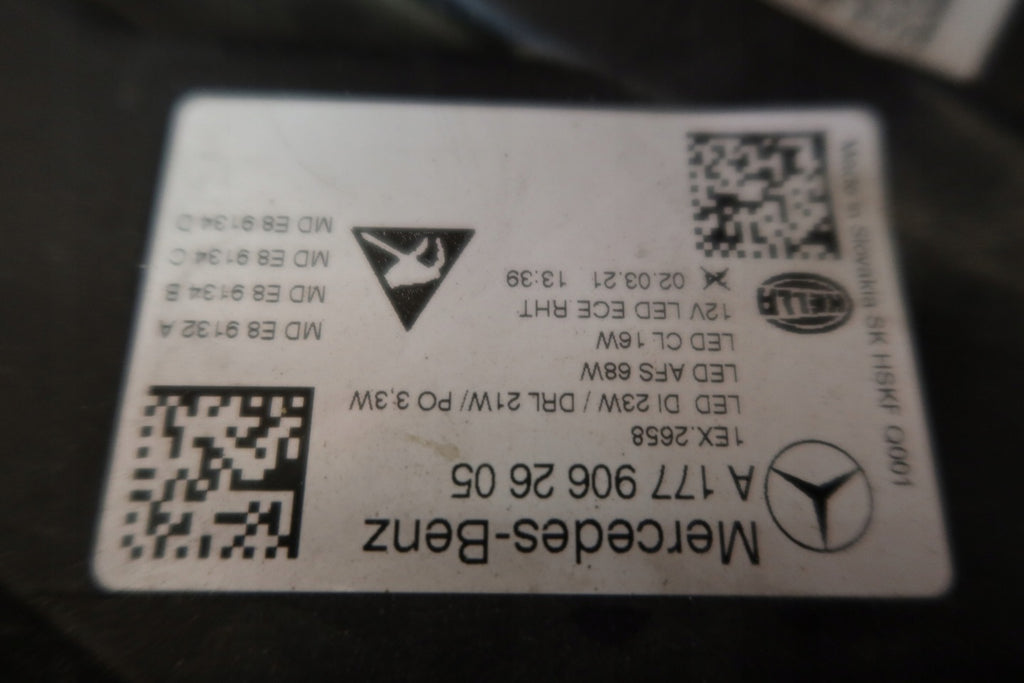 Mercedes-Benz
A 177 906 26 05
1EX.2658
LED DI 23W / DRL 21W/ PO 3,3W
LED AFS 68W
LED CL 16W
12V LED ECE RHT
02.03.21 13:39
HELLA
Made in Slovakia SK HSKF Q001
MD E8 9132 A
MD E8 9134 B
MD E8 9134 C
MD E8 9134 D